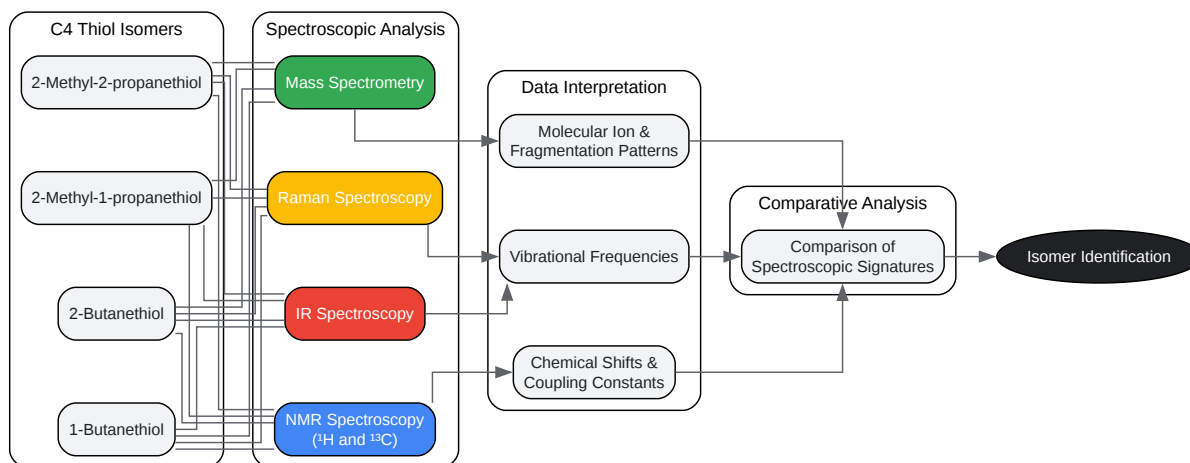 C4 Thiol Isomers
2-Methyl-2-propanethiol
2-Methyl-1-propanethiol
2-Butanethiol
1-Butanethiol
Spectroscopic Analysis
Mass Spectrometry
Raman Spectroscopy
IR Spectroscopy
NMR Spectroscopy
(¹H and ¹³C)
Data Interpretation
Molecular Ion &
Fragmentation Patterns
Vibrational Frequencies
Chemical Shifts &
Coupling Constants
Comparative Analysis
Comparison of
Spectroscopic Signatures
Isomer Identification